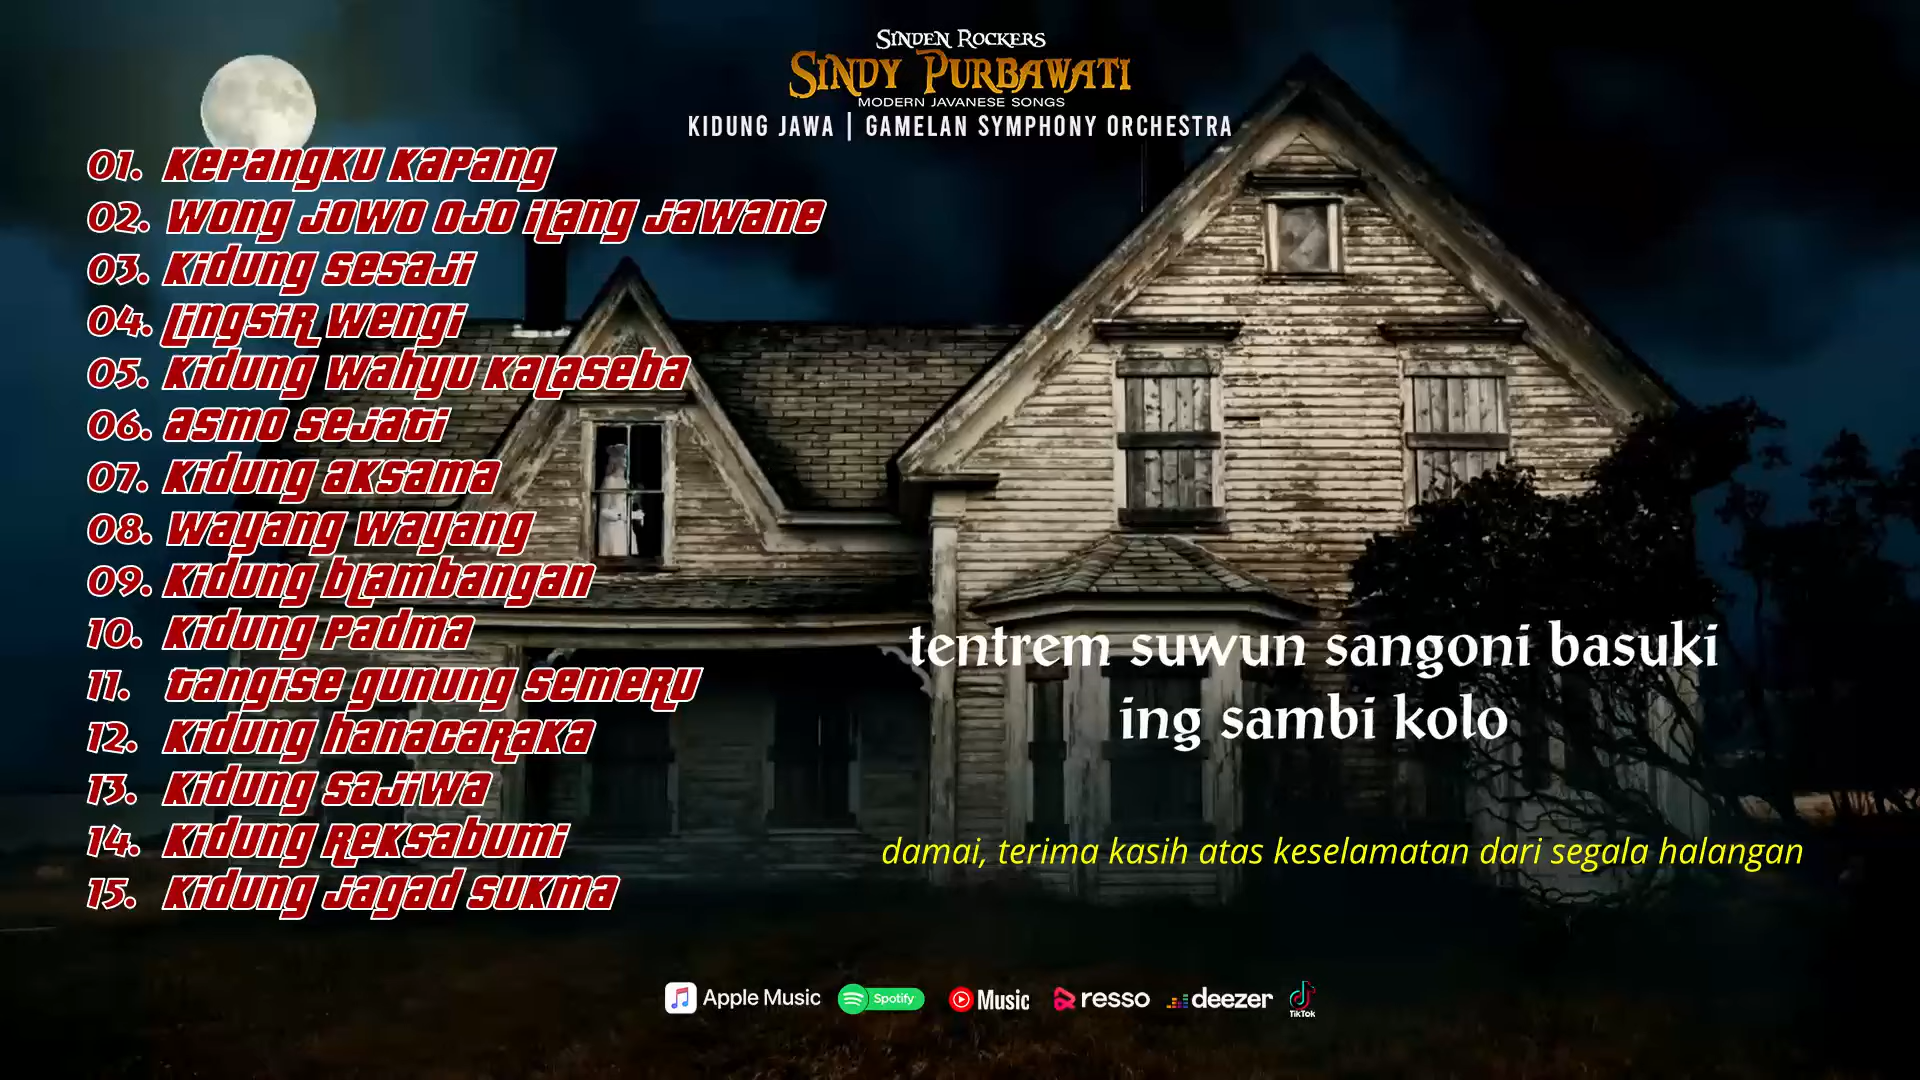 SINDEN ROCKERS
SINDY PURBAWATI
MODERN JAVANESE SONGS
KIDUNG JAWA | GAMELAN SYMPHONY ORCHESTRA
01. Kepangku Kapang
02. Wong Jowo Ojo Ilang Jawane
03. Kidung Sesaji
04. Lingsir Wengi
05. Kidung Wahyu Kalaseba
06. Asmo Sejati
07. Kidung Aksama
08. Wayang Wayang
09. Kidung Blambangan
10. Kidung Padma
11. Tangise Gunung Semeru
12. Kidung Hanacaraka
13. Kidung Sajiwa
14. Kidung Reksabumi
15. Kidung Jagad Sukma
tentrem suwun sangoni basuki
ing sambi kolo
damai, terima kasih atas keselamatan dari segala halangan
Apple Music Spotify Music resso deezer TikTok